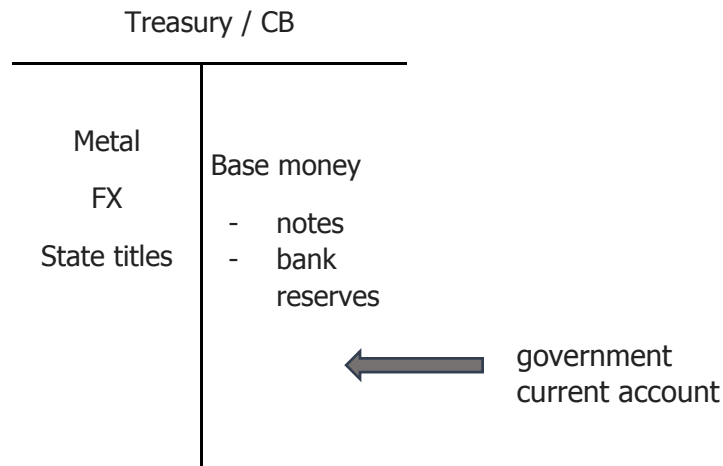 Treasury / CB
Metal
FX
State titles
Base money
- notes
- bank
reserves
government
current account